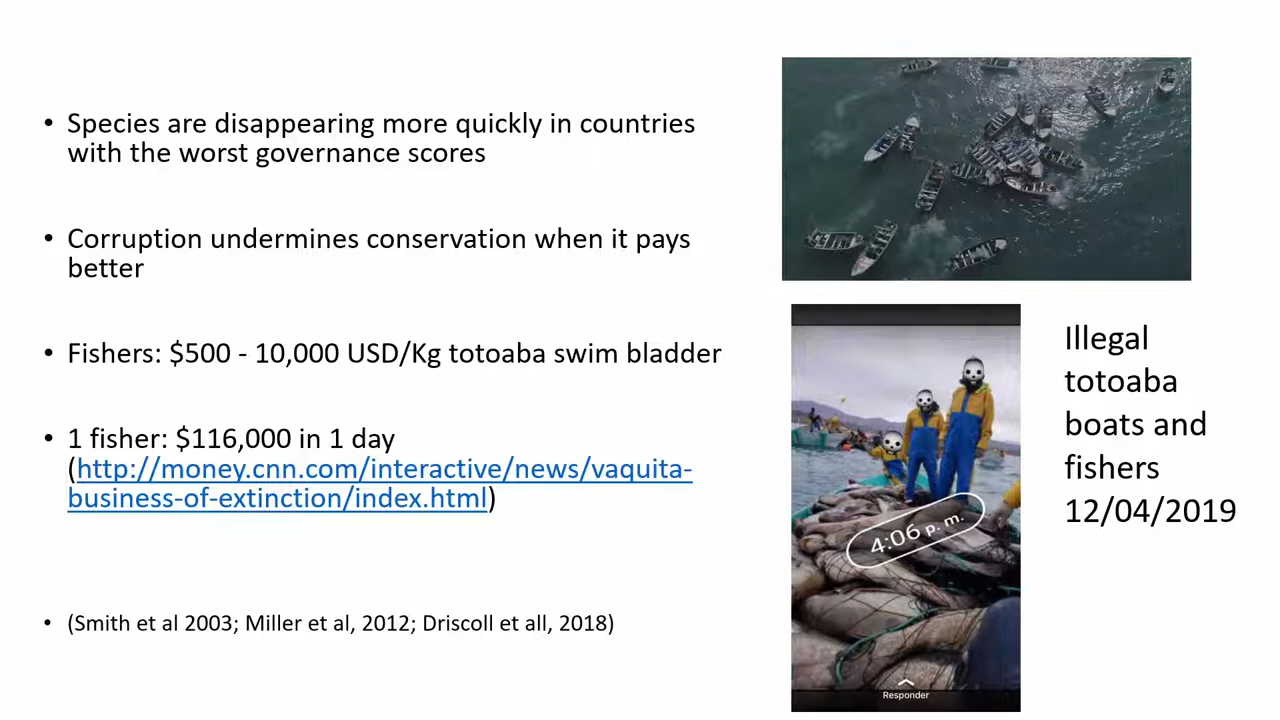 • Species are disappearing more quickly in countries
with the worst governance scores
• Corruption undermines conservation when it pays
better
• Fishers: $500 - 10,000 USD/Kg totoaba swim bladder
• 1 fisher: $116,000 in 1 day
(http://money.cnn.com/interactive/news/vaquita-
business-of-extinction/index.html)
• (Smith et al 2003; Miller et al, 2012; Driscoll et all, 2018)
4:06 p. m.
Responder
Illegal
totoaba
boats and
fishers
12/04/2019